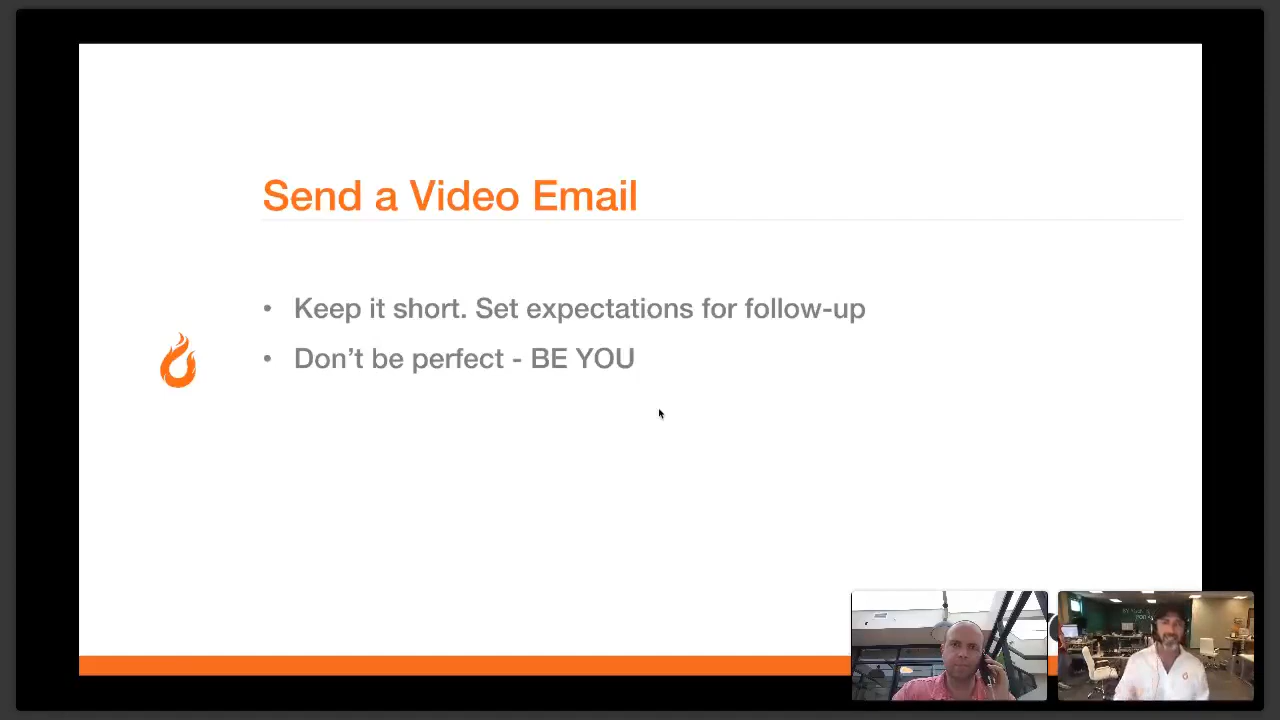 Send a Video Email
• Keep it short. Set expectations for follow-up
• Don’t be perfect - BE YOU